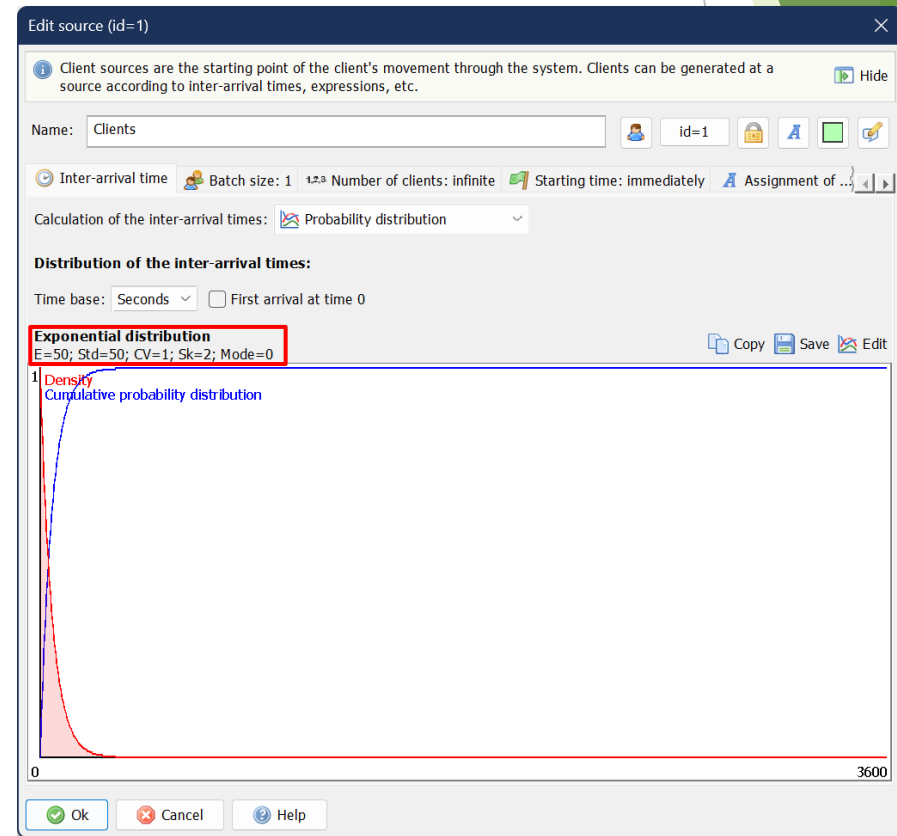 Edit source (id=1)
Client sources are the starting point of the client's movement through the system. Clients can be generated at a
source according to inter-arrival times, expressions, etc.
Hide
Name: Clients id=1
Inter-arrival time Batch size: 1 1,2,3 Number of clients: infinite Starting time: immediately Assignment of ...
Calculation of the inter-arrival times: Probability distribution
Distribution of the inter-arrival times:
Time base: Seconds First arrival at time 0
Exponential distribution
E=50; Std=50; CV=1; Sk=2; Mode=0
Copy Save Edit
1 Density
Cumulative probability distribution
0 3600
Ok Cancel Help